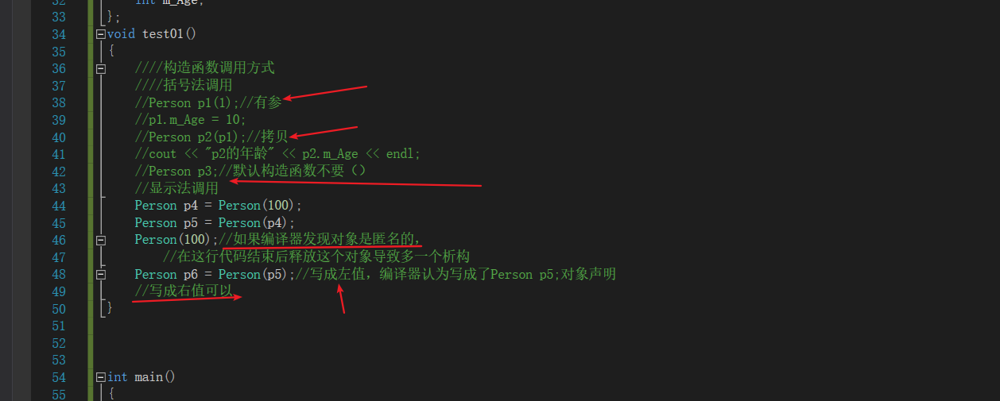 32 int m_Age;
33 };
34 void test01()
35 {
36 ////构造函数调用方式
37 ////括号法调用
38 //Person p1(1);//有参
39 //p1.m_Age = 10;
40 //Person p2(p1);//拷贝
41 //cout << "p2的年龄" << p2.m_Age << endl;
42 //Person p3;//默认构造函数不要（）
43 //显示法调用
44 Person p4 = Person(100);
45 Person p5 = Person(p4);
46 Person(100);//如果编译器发现对象是匿名的,
47 //在这行代码结束后释放这个对象导致多一个析构
48 Person p6 = Person(p5);//写成左值，编译器认为写成了Person p5;对象声明
49 //写成右值可以
50 }
51
52
53
54 int main()
55 {